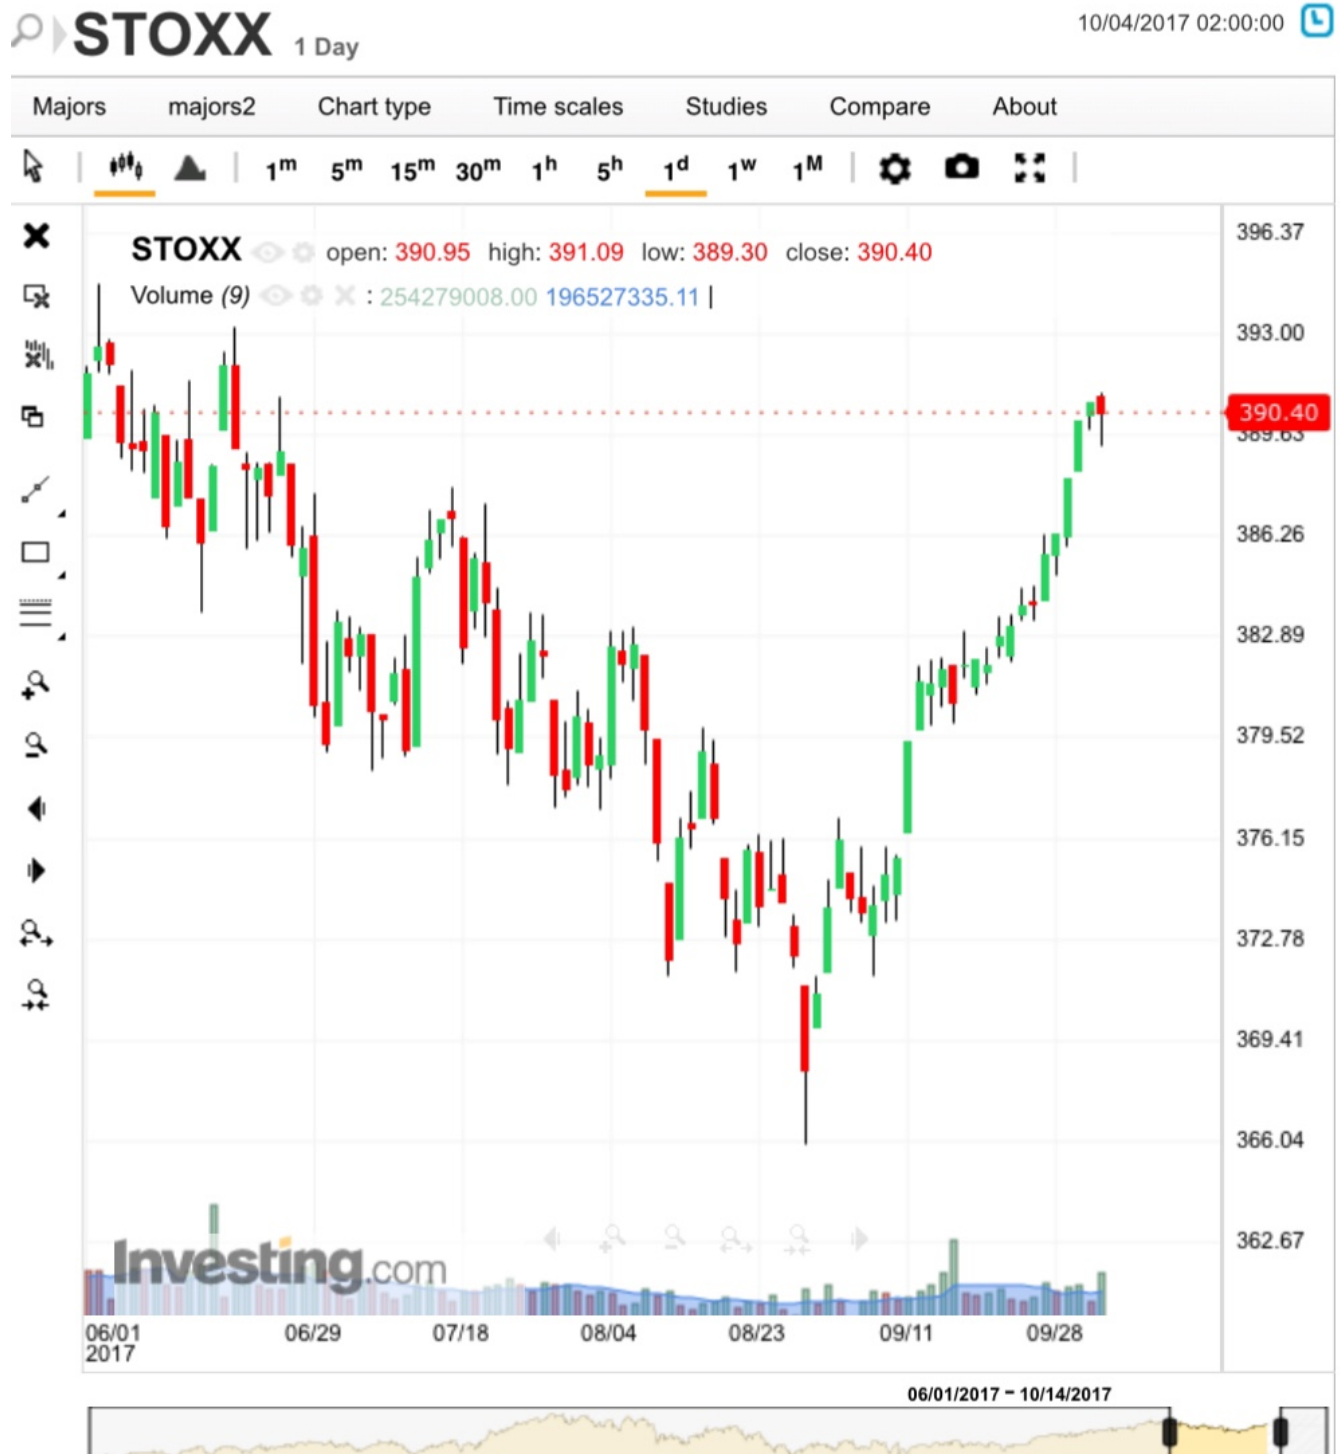 STOXX 1 Day
10/04/2017 02:00:00
Majors majors2 Chart type Time scales Studies Compare About
1m 5m 15m 30m 1h 5h 1d 1w 1M
STOXX open: 390.95 high: 391.09 low: 389.30 close: 390.40
Volume (9) : 254279008.00 196527335.11 |
396.37
393.00
390.40
389.63
386.26
382.89
379.52
376.15
372.78
369.41
366.04
362.67
Investing.com
06/01 06/29 07/18 08/04 08/23 09/11 09/28
2017
06/01/2017 - 10/14/2017